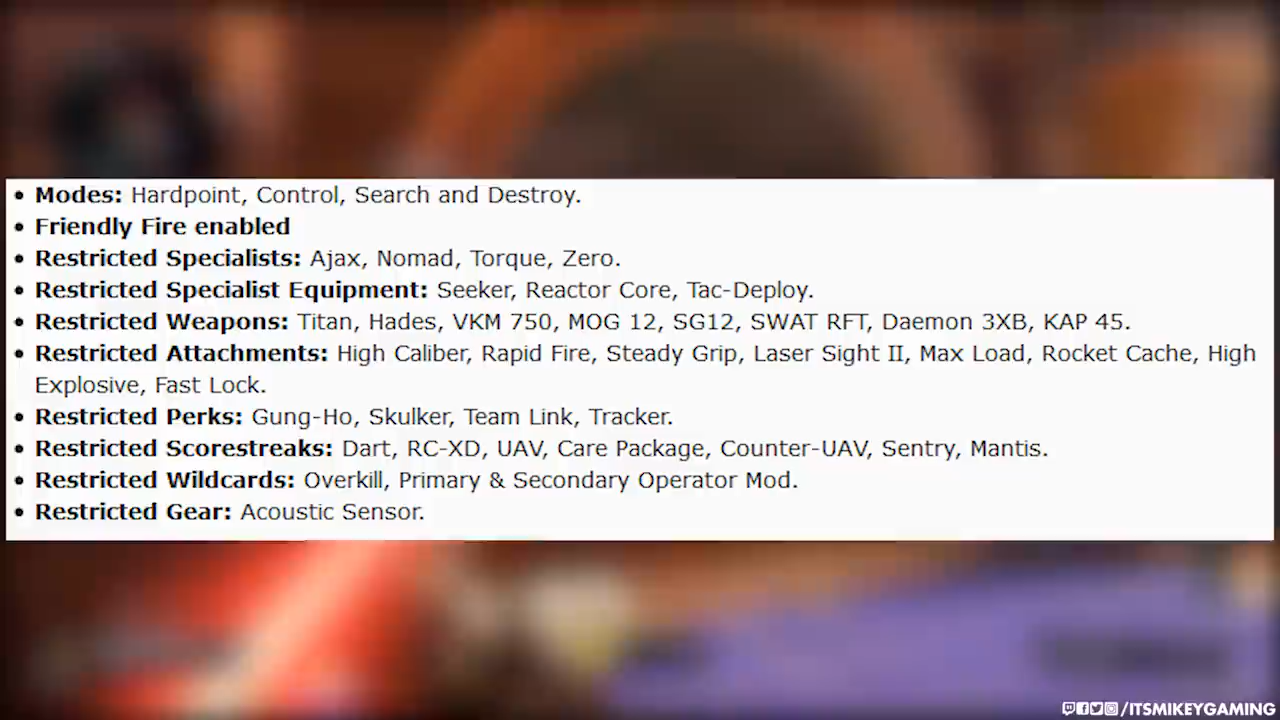 • Modes: Hardpoint, Control, Search and Destroy.
• Friendly Fire enabled
• Restricted Specialists: Ajax, Nomad, Torque, Zero.
• Restricted Specialist Equipment: Seeker, Reactor Core, Tac-Deploy.
• Restricted Weapons: Titan, Hades, VKM 750, MOG 12, SG12, SWAT RFT, Daemon 3XB, KAP 45.
• Restricted Attachments: High Caliber, Rapid Fire, Steady Grip, Laser Sight II, Max Load, Rocket Cache, High
Explosive, Fast Lock.
• Restricted Perks: Gung-Ho, Skulker, Team Link, Tracker.
• Restricted Scorestreaks: Dart, RC-XD, UAV, Care Package, Counter-UAV, Sentry, Mantis.
• Restricted Wildcards: Overkill, Primary & Secondary Operator Mod.
• Restricted Gear: Acoustic Sensor.
/ITSMIKEYGAMING